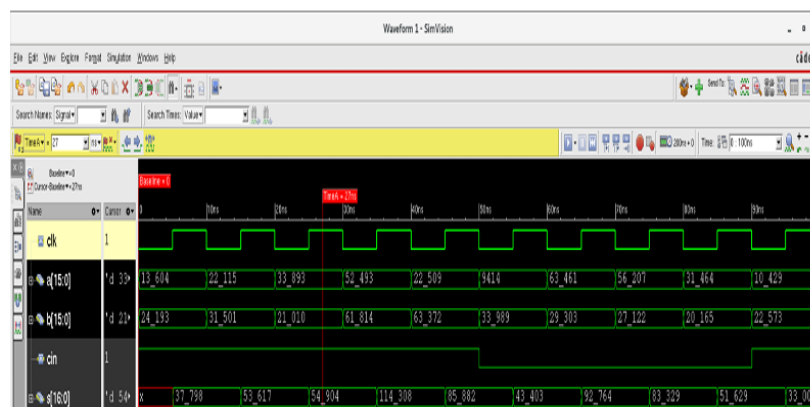 Waveform 1 - SimVision
File Edit View Explore Format Simulation Windows Help
cāde
Search Names: Signal Search Times: Value
TimeA = 27 ns
200ns + 0 Time: 0 : 100ns
Baseline = 0
Cursor-Baseline = 27ns
Baseline = 0
TimeA = 27ns
Name Cursor 0 10ns 20ns 30ns 40ns 50ns 60ns 70ns 80ns 90ns
clk 1
a[15:0] 'd 33 13_604 22_115 33_893 52_493 22_509 9414 63_461 56_207 31_464 10_429
b[15:0] 'd 21 24_193 31_501 21_010 61_814 63_372 33_989 29_303 27_122 20_165 22_573
cin 1
s[16:0] 'd 54 x 37_798 53_617 54_904 114_308 85_882 43_403 92_764 83_329 51_629